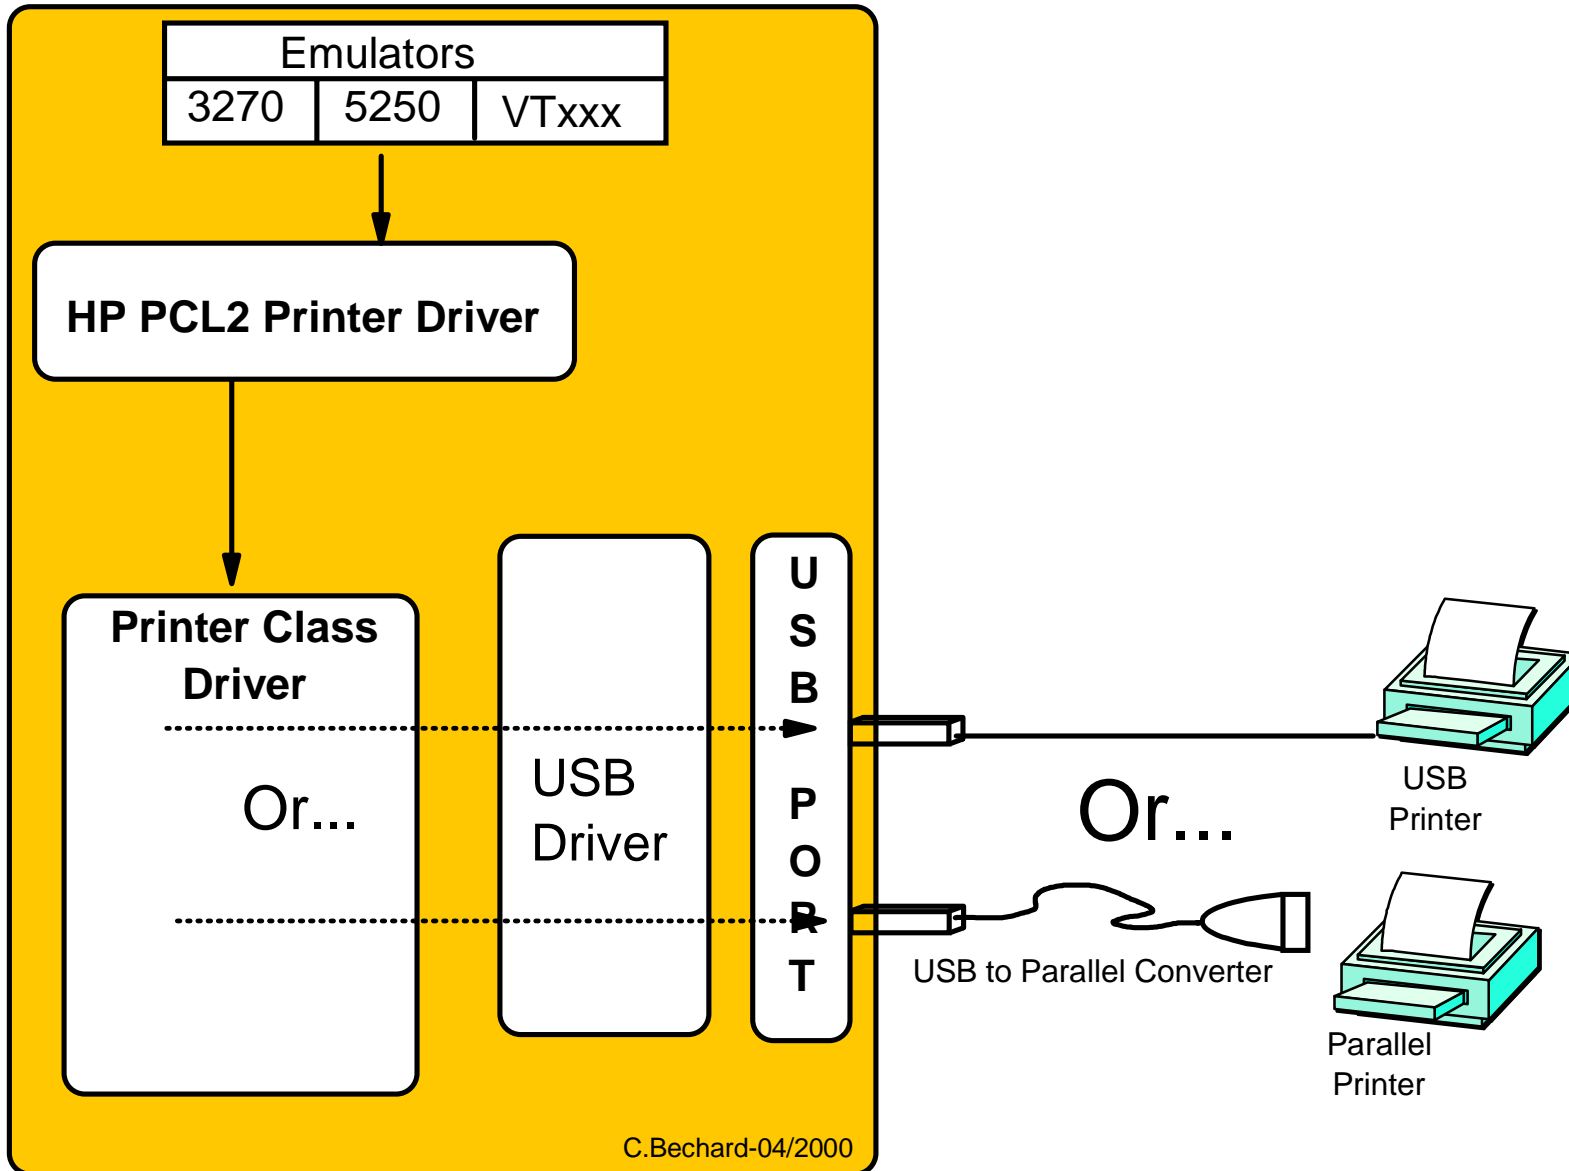 Emulators
3270 5250 VTxxx
HP PCL2 Printer Driver
Printer Class
Driver
Or...
USB
Driver
U
S
B
P
O
R
T
Or...
USB
Printer
USB to Parallel Converter
Parallel
Printer
C.Bechard-04/2000